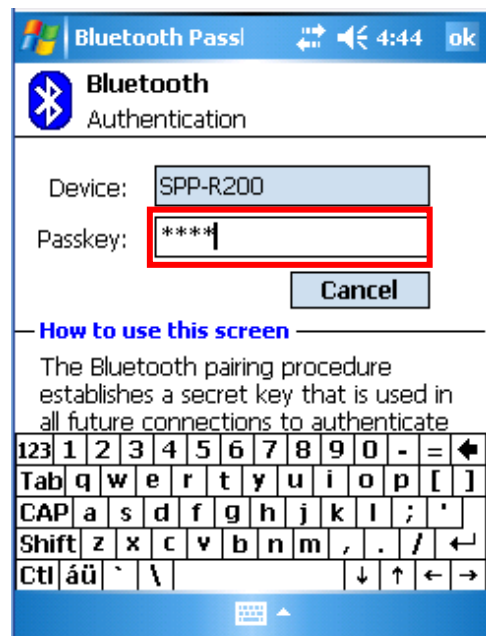 Bluetooth Passl 4:44 ok
Bluetooth
Authentication
Device: SPP-R200
Passkey: ****
Cancel
How to use this screen
The Bluetooth pairing procedure
establishes a secret key that is used in
all future connections to authenticate
123 1 2 3 4 5 6 7 8 9 0 - =
Tab q w e r t y u i o p [ ]
CAP a s d f g h j k l ; '
Shift z x c v b n m , . /
Ctl áü ` \